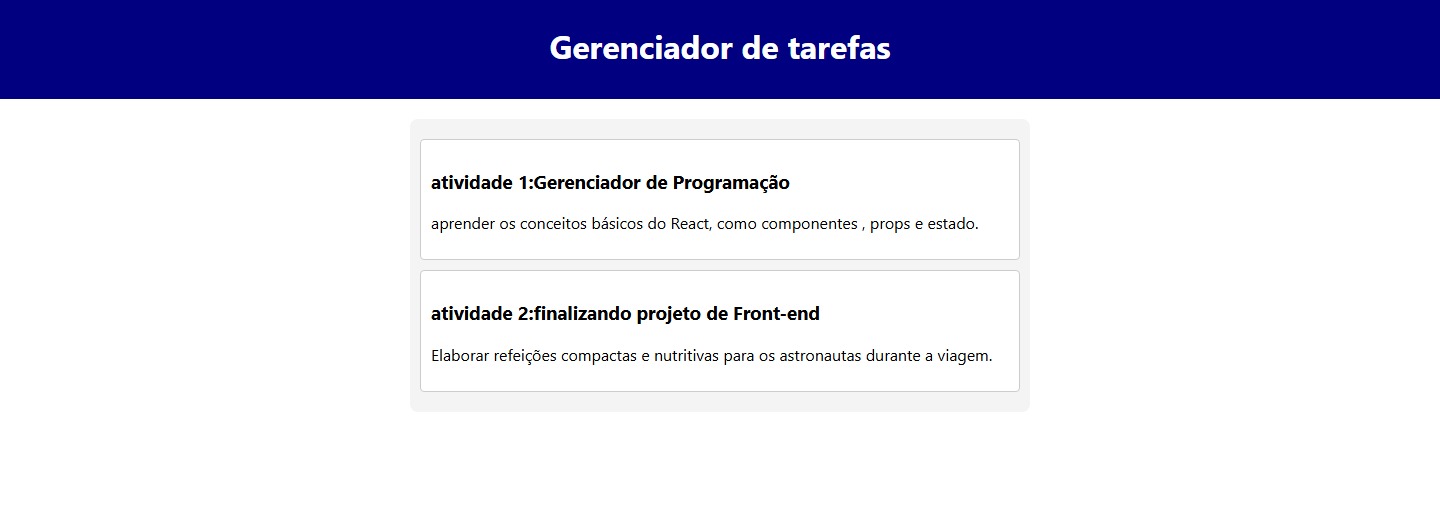 Gerenciador de tarefas
atividade 1:Gerenciador de Programação
aprender os conceitos básicos do React, como componentes , props e estado.
atividade 2:finalizando projeto de Front-end
Elaborar refeições compactas e nutritivas para os astronautas durante a viagem.